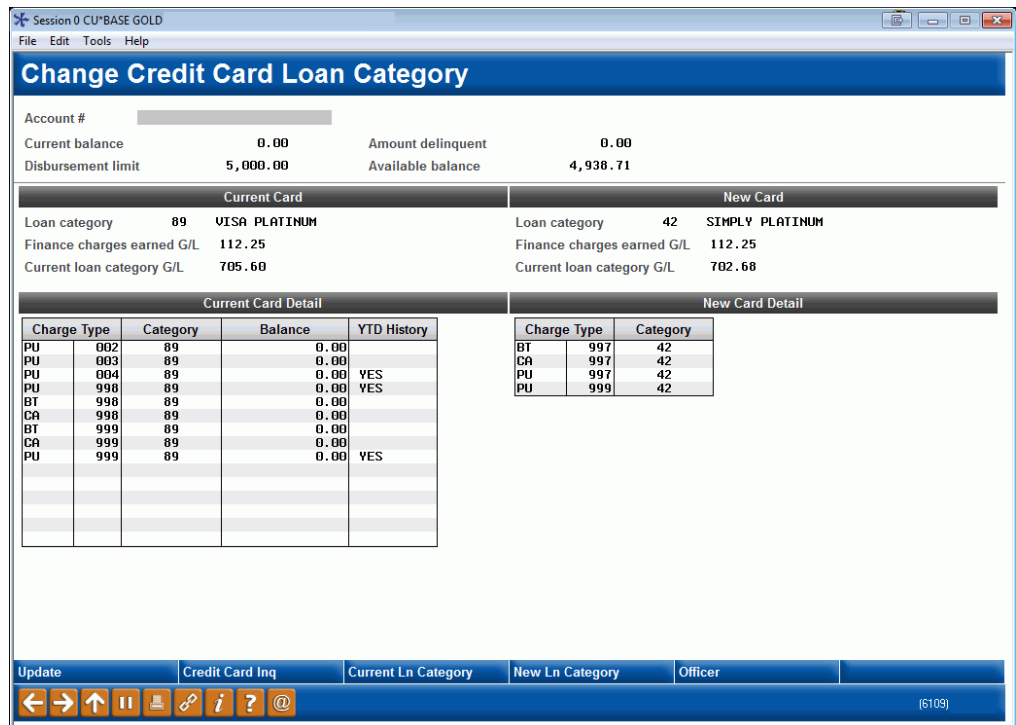 Session 0 CU*BASE GOLD
File Edit Tools Help
Change Credit Card Loan Category
Account #
Current balance 0.00 Amount delinquent 0.00
Disbursement limit 5,000.00 Available balance 4,938.71
Current Card New Card
Loan category 89 VISA PLATINUM Loan category 42 SIMPLY PLATINUM
Finance charges earned G/L 112.25 Finance charges earned G/L 112.25
Current loan category G/L 705.60 Current loan category G/L 702.68
Current Card Detail New Card Detail
Charge Type Category Balance YTD History Charge Type Category
PU 002 89 0.00 BT 997 42
PU 003 89 0.00 CA 997 42
PU 004 89 0.00 YES PU 997 42
PU 998 89 0.00 YES PU 999 42
BT 998 89 0.00
CA 998 89 0.00
BT 999 89 0.00
CA 999 89 0.00
PU 999 89 0.00 YES
Update Credit Card Inq Current Ln Category New Ln Category Officer
i ? @ (6109)